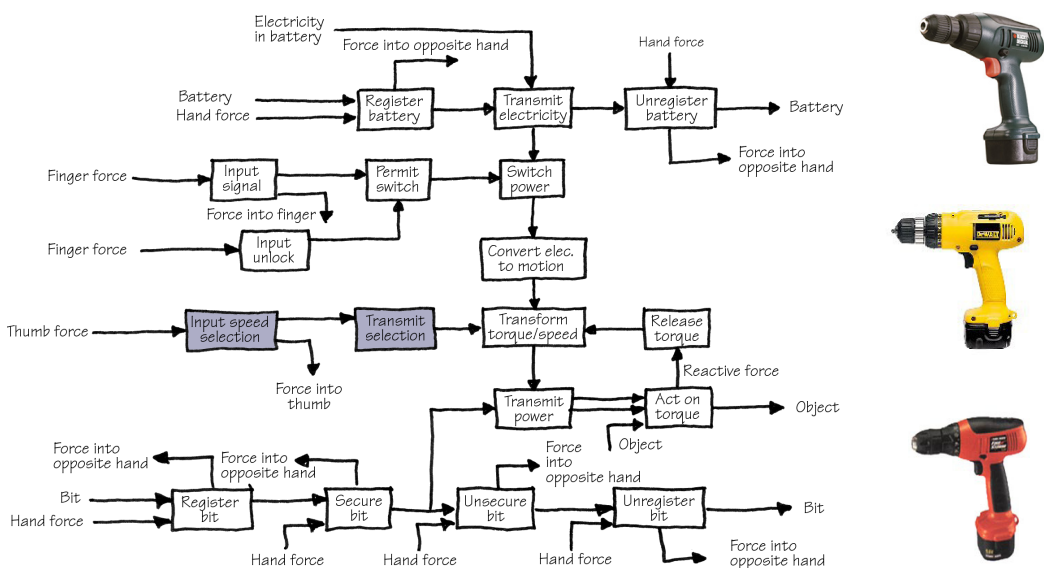 Electricity
in battery
Force into opposite hand
Hand force
Battery
Hand force
Register
battery
Transmit
electricity
Unregister
battery
Battery
Force into
opposite hand
Finger force
Input
signal
Permit
switch
Switch
power
Force into finger
Finger force
Input
unlock
Convert elec.
to motion
Thumb force
Input speed
selection
Transmit
selection
Transform
torque/speed
Release
torque
Force into
thumb
Reactive force
Transmit
power
Act on
torque
Object
Object
Force into
opposite hand
Force into
opposite hand
Force
into
opposite hand
Bit
Hand force
Register
bit
Secure
bit
Unsecure
bit
Unregister
bit
Bit
Hand force
Hand force
Hand force
Force into
opposite hand
DEWALT